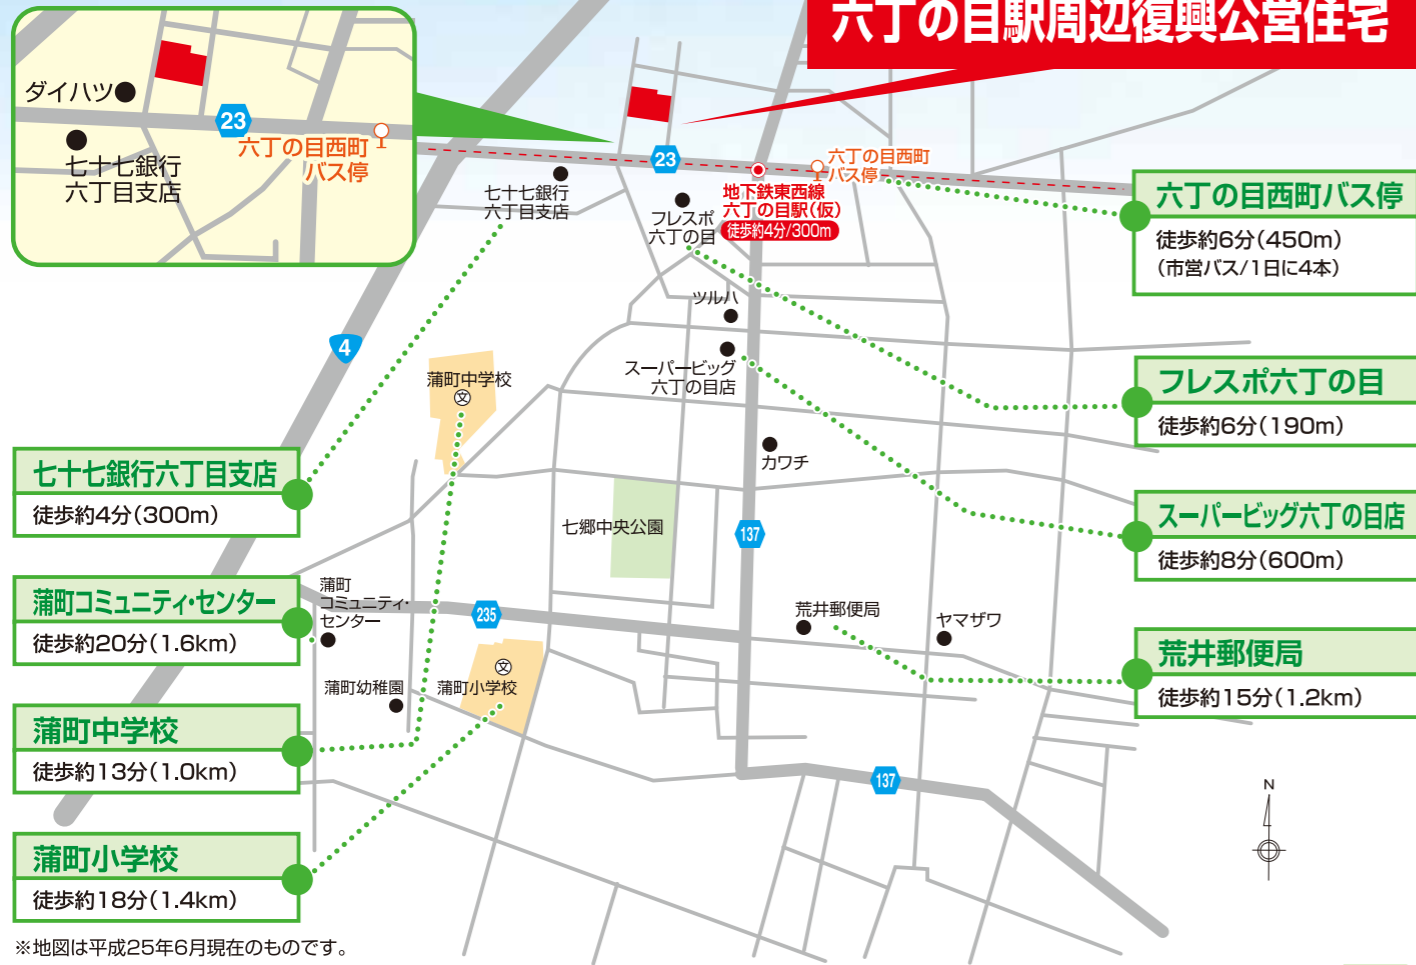 六丁の目駅周辺復興公営住宅
ダイハツ
23
六丁の目西町
バス停
七十七銀行
六丁目支店
23
六丁の目西町
バス停
七十七銀行
六丁目支店
フレスポ
六丁の目
地下鉄東西線
六丁の目駅(仮)
徒歩約4分/300m
六丁の目西町バス停
徒歩約6分(450m)
(市営バス/1日に4本)
ツルハ
4
スーパービッグ
六丁の目店
蒲町中学校
文
フレスポ六丁の目
徒歩約6分(190m)
カワチ
七十七銀行六丁目支店
徒歩約4分(300m)
スーパービッグ六丁の目店
徒歩約8分(600m)
七郷中央公園
137
蒲町コミュニティ・センター
徒歩約20分(1.6km)
蒲町
コミュニティ・
センター
235
荒井郵便局
ヤマザワ
荒井郵便局
徒歩約15分(1.2km)
文
蒲町幼稚園
蒲町小学校
蒲町中学校
徒歩約13分(1.0km)
137
N
蒲町小学校
徒歩約18分(1.4km)
※地図は平成25年6月現在のものです。